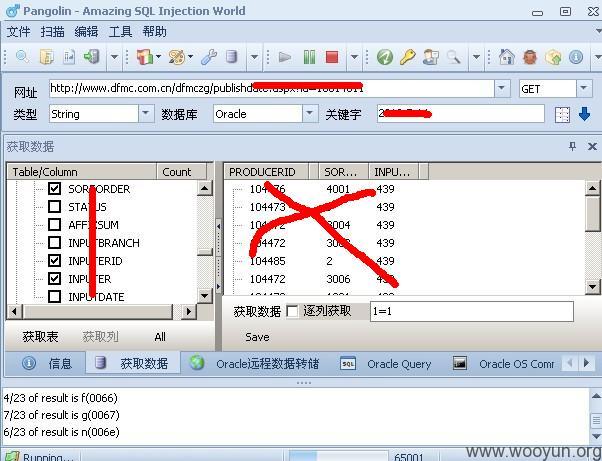 Pangolin - Amazing SQL Injection World
文件 扫描 编辑 工具 帮助
网址 http://www.dfmc.com.cn/dfmczg/publishdate.aspx?id= GET
类型 String 数据库 Oracle 关键字
获取数据
Table/Column Count
PRODUCERID SOR... INPU...
SORTORDER
STATUS
AFFIXSUM
INPUTBRANCH
INPUTERID
INPUTER
INPUTDATE
104476 4001 439
104473 439
104472 3004 439
104472 439
104485 2 439
104472 3006
获取数据 逐列获取 1=1
获取表 获取列 All Save
信息 获取数据 Oracle远程数据转储 Oracle Query Oracle OS Comm
4/23 of result is f(0066)
7/23 of result is g(0067)
6/23 of result is n(006e)
Running... 65001
www.wooyun.org